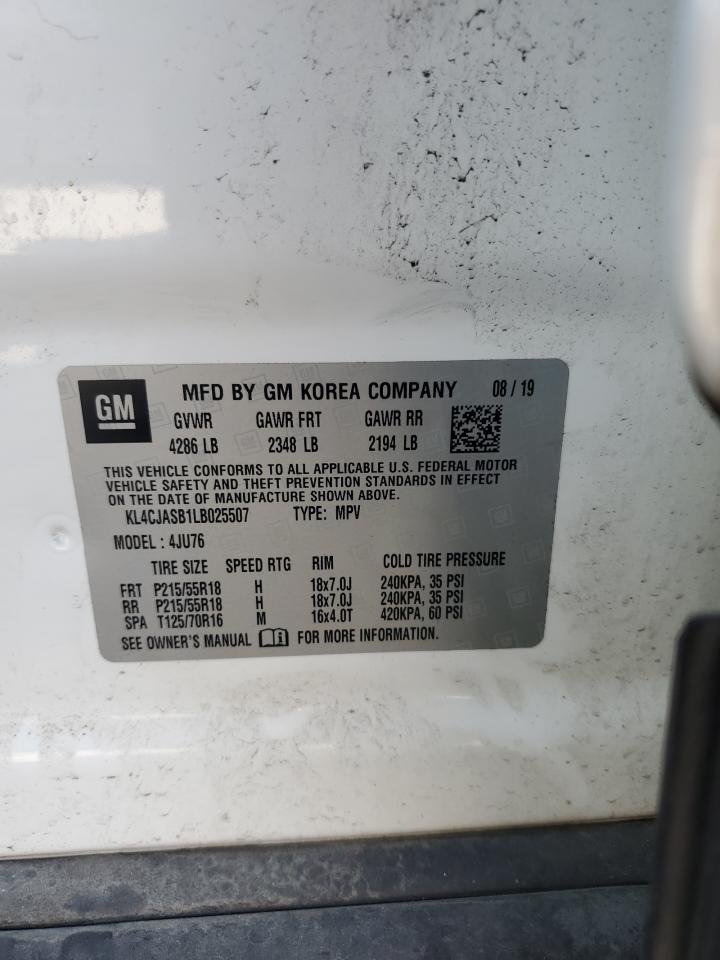 GM MFD BY GM KOREA COMPANY 08 / 19
GVWR GAWR FRT GAWR RR
4286 LB 2348 LB 2194 LB
THIS VEHICLE CONFORMS TO ALL APPLICABLE U.S. FEDERAL MOTOR
VEHICLE SAFETY AND THEFT PREVENTION STANDARDS IN EFFECT
ON THE DATE OF MANUFACTURE SHOWN ABOVE.
KL4CJASB1LB025507 TYPE: MPV
MODEL : 4JU76
TIRE SIZE SPEED RTG RIM COLD TIRE PRESSURE
FRT P215/55R18 H 18x7.0J 240KPA, 35 PSI
RR P215/55R18 H 18x7.0J 240KPA, 35 PSI
SPA T125/70R16 M 16x4.0T 420KPA, 60 PSI
SEE OWNER'S MANUAL FOR MORE INFORMATION.